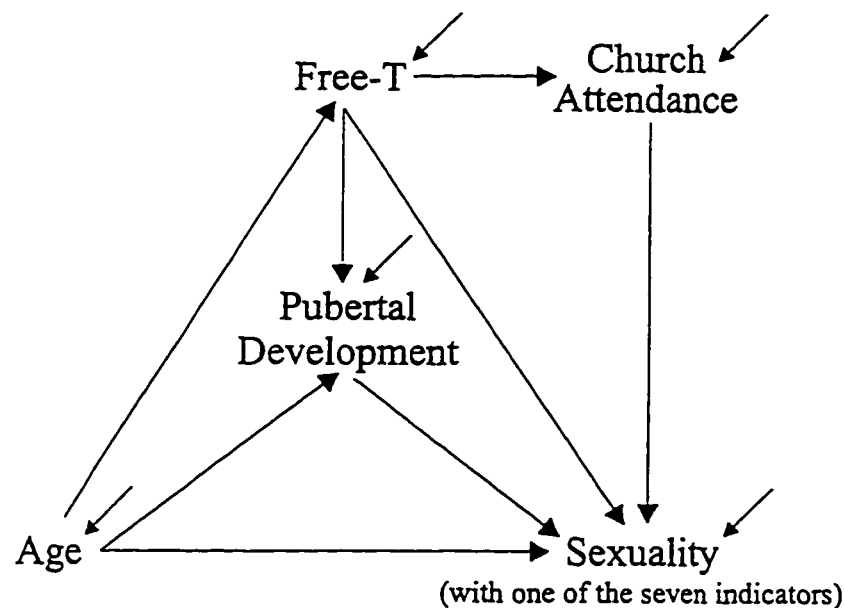 Free-T
Church
Attendance
Pubertal
Development
Age
Sexuality
(with one of the seven indicators)